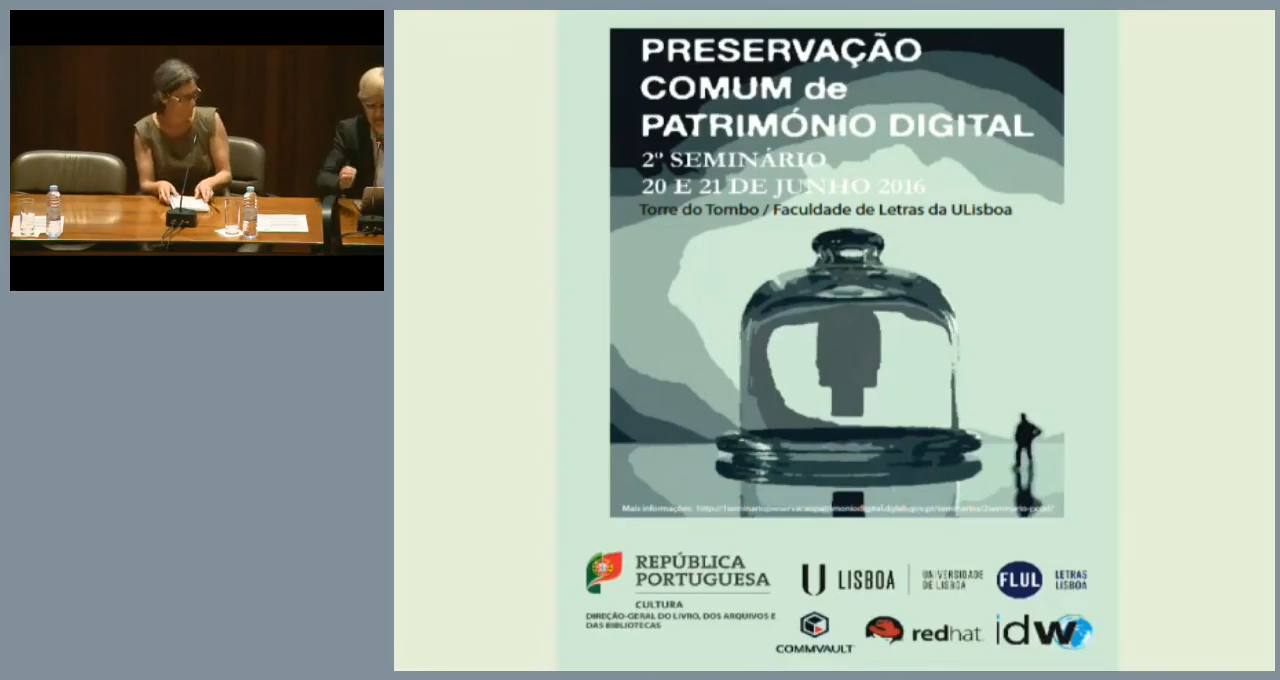 PRESERVAÇÃO
COMUM de
PATRIMÓNIO DIGITAL
2º SEMINÁRIO
20 E 21 DE JUNHO 2016
Torre do Tombo / Faculdade de Letras da ULisboa
Mais informações:
REPÚBLICA
PORTUGUESA
CULTURA
DIREÇÃO-GERAL DO LIVRO, DOS ARQUIVOS E
DAS BIBLIOTECAS
U LISBOA
UNIVERSIDADE
DE LISBOA
FLUL
LETRAS
LISBOA
COMMVAULT
redhat.
idw